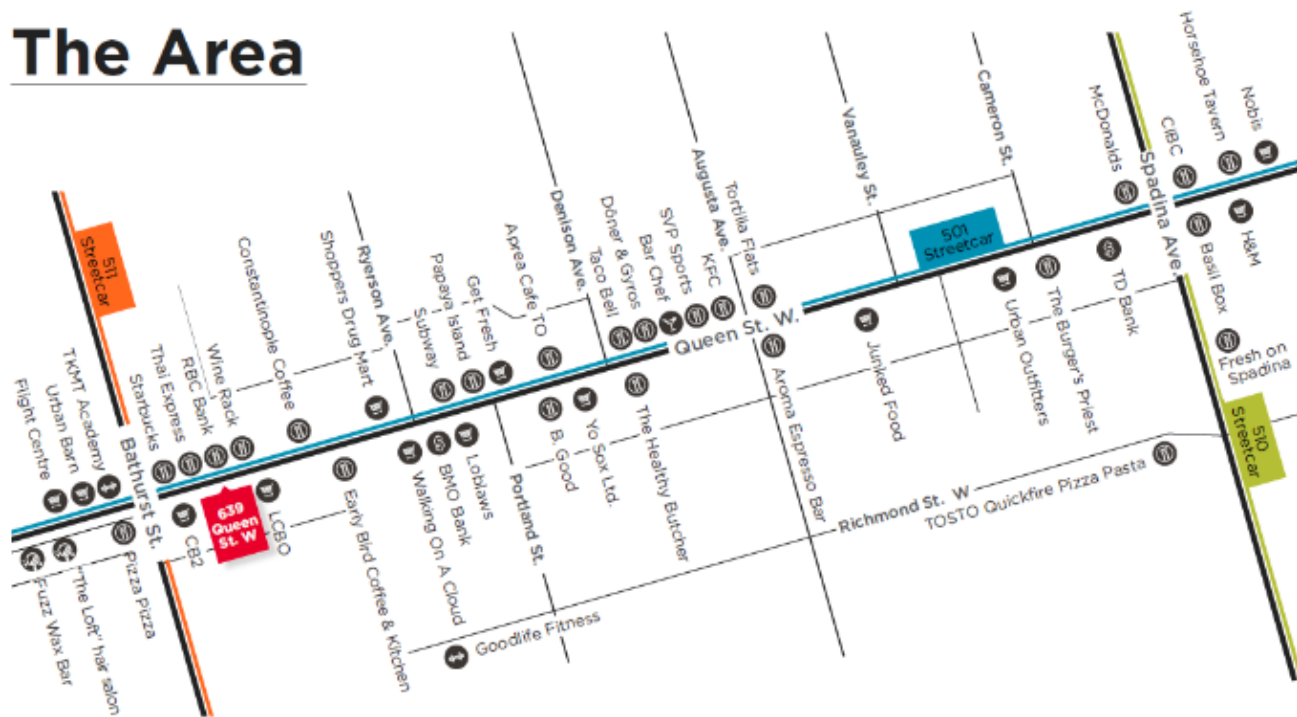 The Area
511
Streetcar
Flight Centre
Urban Barn
TKMT Academy
Bathurst St.
Starbucks
Thai Express
RBC Bank
Wine Rack
Constantinople Coffee
Shoppers Drug Mart
Ryerson Ave.
Subway
Papaya Island
Get Fresh
Aprea Cafe TO
Denison Ave.
Taco Bell
Döner & Gyros
Bar Chef
SVP Sports
KFC
Augusta Ave.
Tortilla Flats
Vanauley St.
501
Streetcar
Cameron St.
McDonalds
Spadina Ave.
CIBC
Horsehoe Tavern
Nobis
Queen St. W.
Fuzz Wax Bar
"The Loft" hair salon
Pizza Pizza
CB2
639
Queen
St. W
LCBO
Early Bird Coffee & Kitchen
Walking On A Cloud
BMO Bank
Loblaws
Portland St.
B. Good
Yo Sox Ltd.
The Healthy Butcher
Aroma Espresso Bar
Junked Food
Urban Outfitters
The Burger's Priest
TD Bank
Basil Box
H&M
Fresh on
Spadina
510
Streetcar
Richmond St. W
TOSTO Quickfire Pizza Pasta
Goodlife Fitness